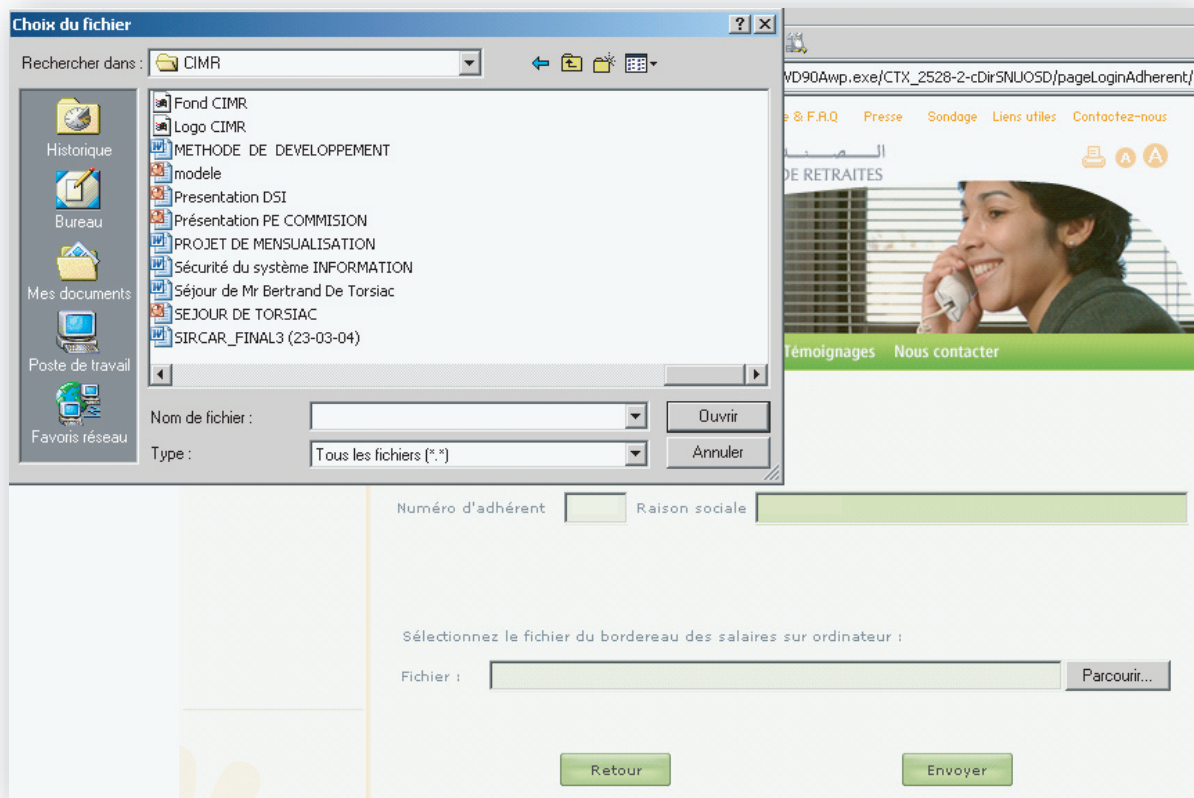 Choix du fichier
Rechercher dans : CIMR
Historique
Bureau
Mes documents
Poste de travail
Favoris réseau
Fond CIMR
Logo CIMR
METHODE DE DEVELOPPEMENT
modele
Presentation DSI
Présentation PE COMMISION
PROJET DE MENSUALISATION
Sécurité du système INFORMATION
Séjour de Mr Bertrand De Torsiac
SEJOUR DE TORSIAC
SIRCAR_FINAL3 (23-03-04)
Nom de fichier : Ouvrir
Type : Tous les fichiers (*.*) Annuler
WD90Awp.exe/CTX_2528-2-cDirSNUOSD/pageLoginAdherent/
e & F.A.Q Presse Sondage Liens utiles Contactez-nous
DE RETRAITES
A A
Témoignages Nous contacter
Numéro d'adhérent Raison sociale
Sélectionnez le fichier du bordereau des salaires sur ordinateur :
Fichier : Parcourir...
Retour Envoyer